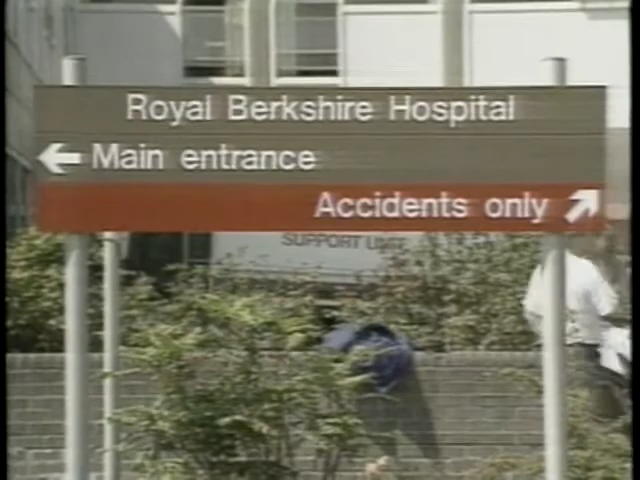 Royal Berkshire Hospital
Main entrance
Accidents only
SUPPORT UNIT